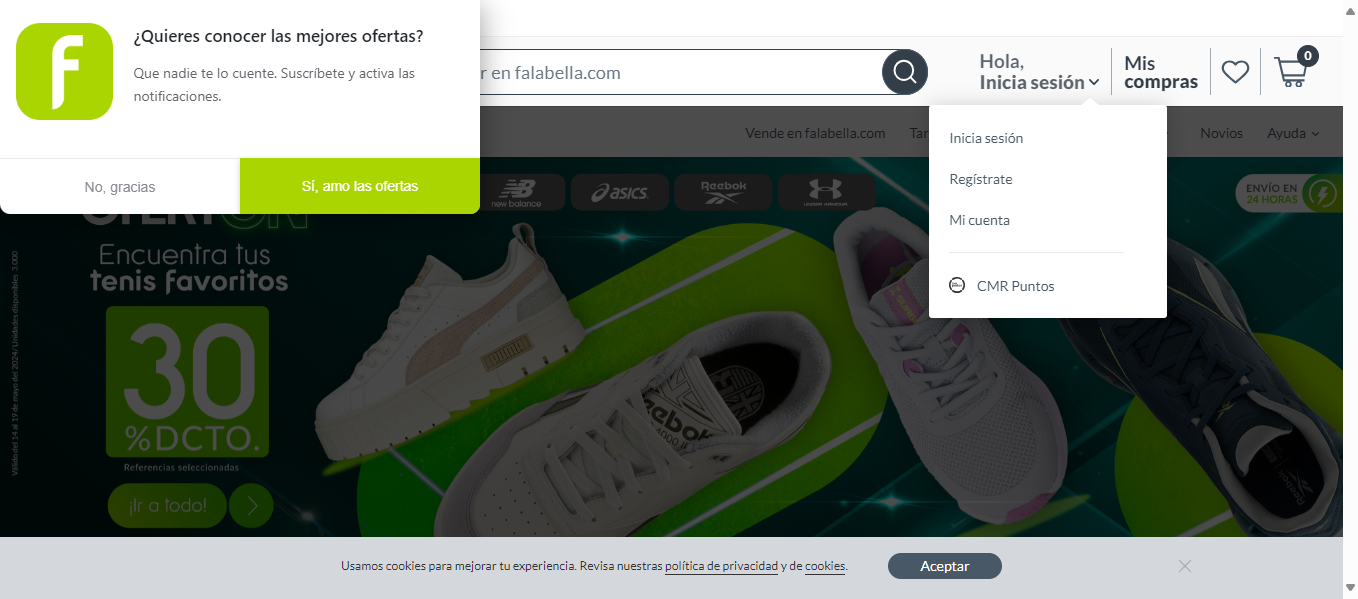 ¿Quieres conocer las mejores ofertas?
Que nadie te lo cuente. Suscríbete y activa las
notificaciones.
No, gracias
Sí, amo las ofertas
r en falabella.com
Hola,
Inicia sesión
Mis
compras
0
Vende en falabella.com
Novios
Ayuda
Inicia sesión
Regístrate
Mi cuenta
CMR Puntos
new balance
asics
Reebok
UNDER ARMOUR
ENVÍO EN
24 HORAS
Encuentra tus
tenis favoritos
30
%DCTO.
Referencias seleccionadas
¡Ir a todo!
Válido del 14 al 19 de mayo del 2024/Unidades disponibles 3.000
Reebok
Reebok
Usamos cookies para mejorar tu experiencia. Revisa nuestras política de privacidad y de cookies.
Aceptar